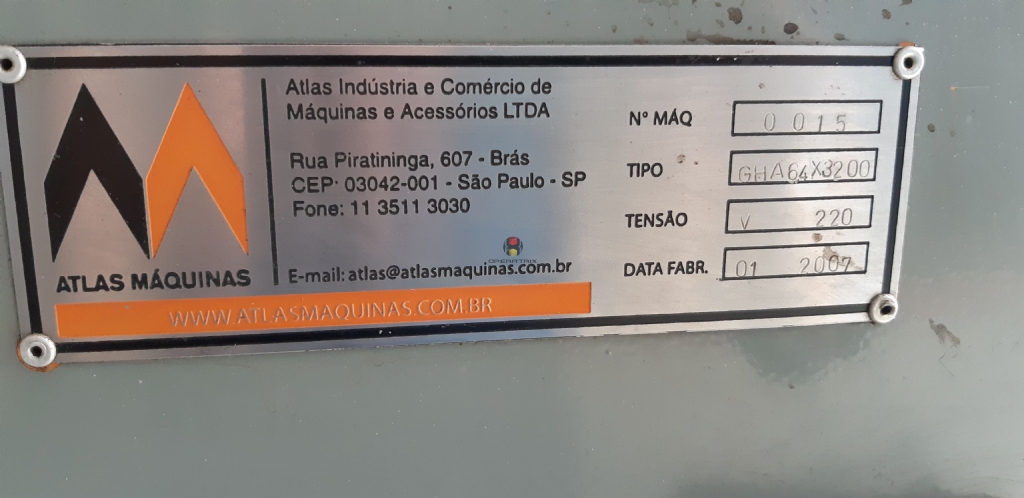 Atlas Indústria e Comércio de
Máquinas e Acessórios LTDA
Rua Piratininga, 607 - Brás
CEP: 03042-001 - São Paulo - SP
Fone: 11 3511 3030
E-mail: atlas@atlasmaquinas.com.br
ATLAS MÁQUINAS
WWW.ATLASMAQUINAS.COM.BR
N° MÁQ 0015
TIPO GHA64X3200
TENSÃO V 220
DATA FABR. 01 2007
OPERATRIX